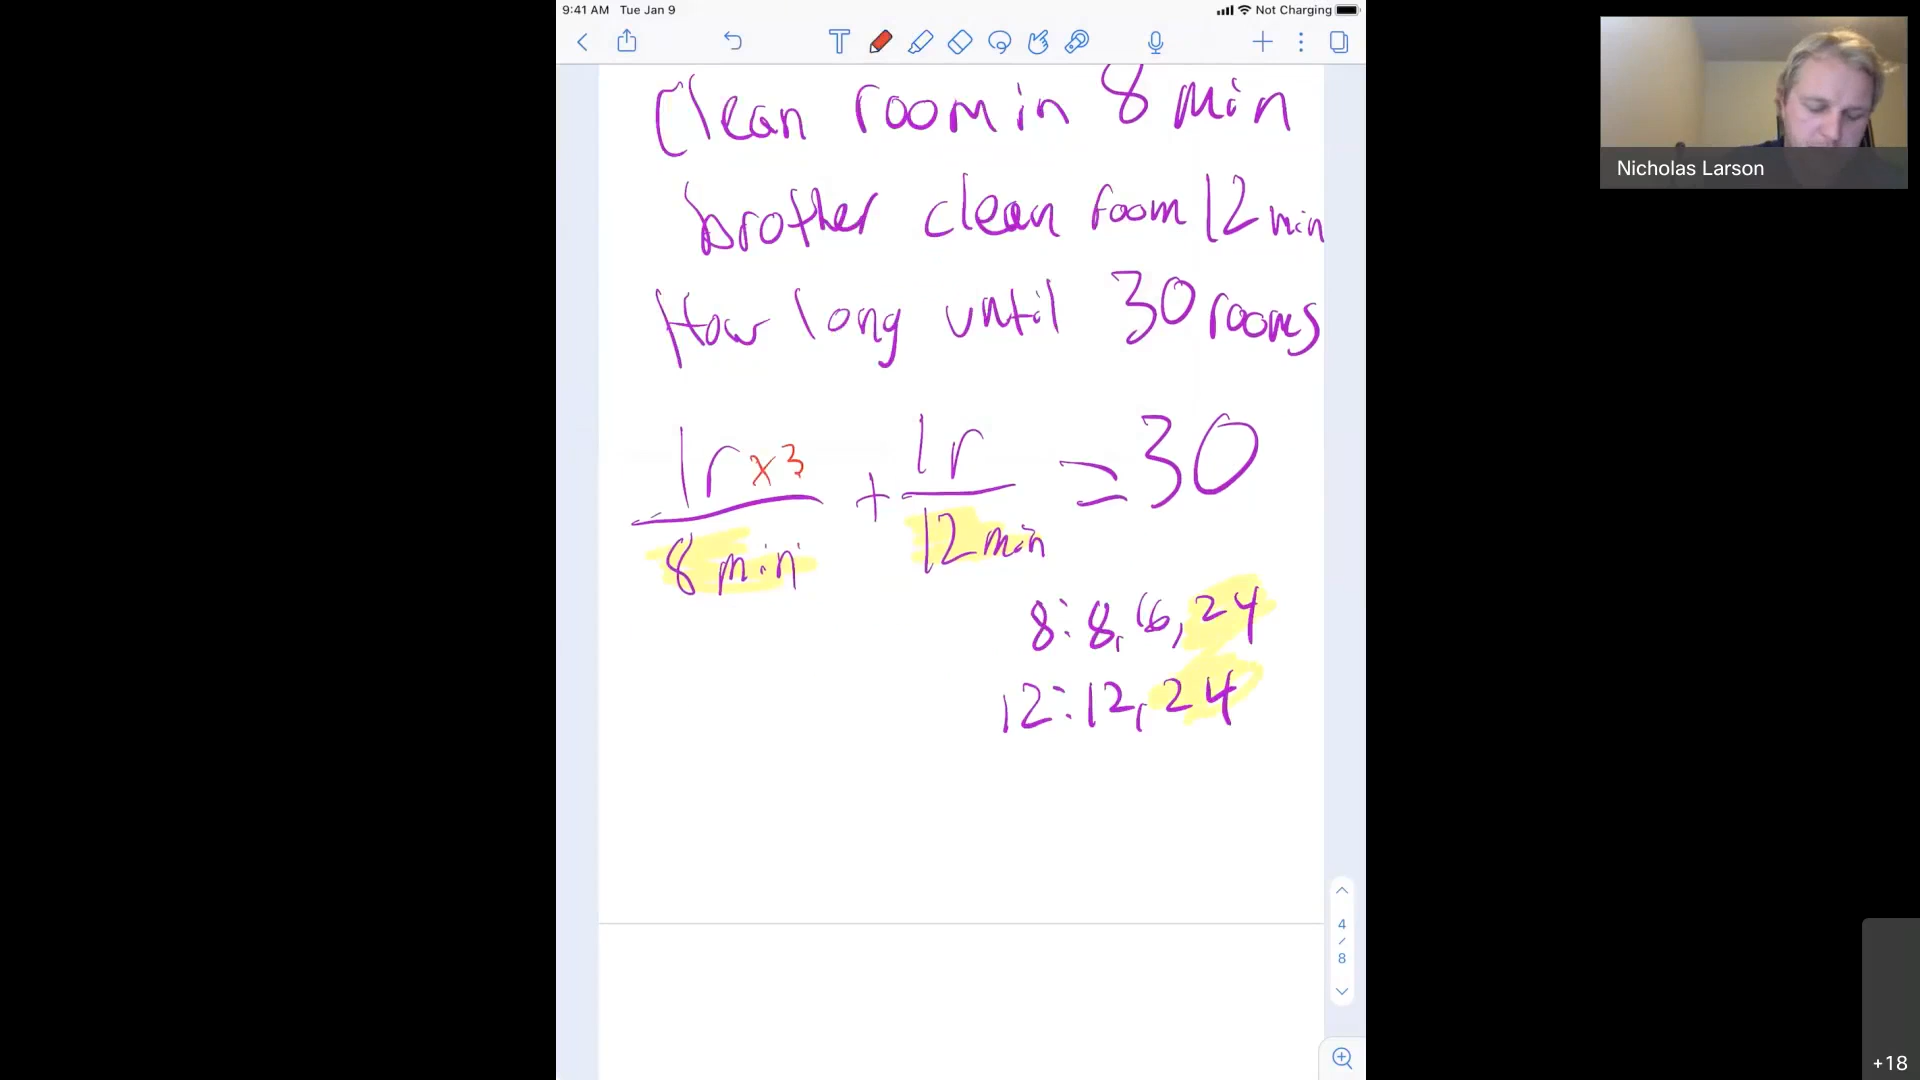 9:41 AM Tue Jan 9
Not Charging
Clean room in 8 min
brother clean room 12 min
How long until 30 rooms
1r x3 / 8 min + 1r / 12 min = 30
8: 8, 16, 24
12: 12, 24
4 / 8
Nicholas Larson
+18